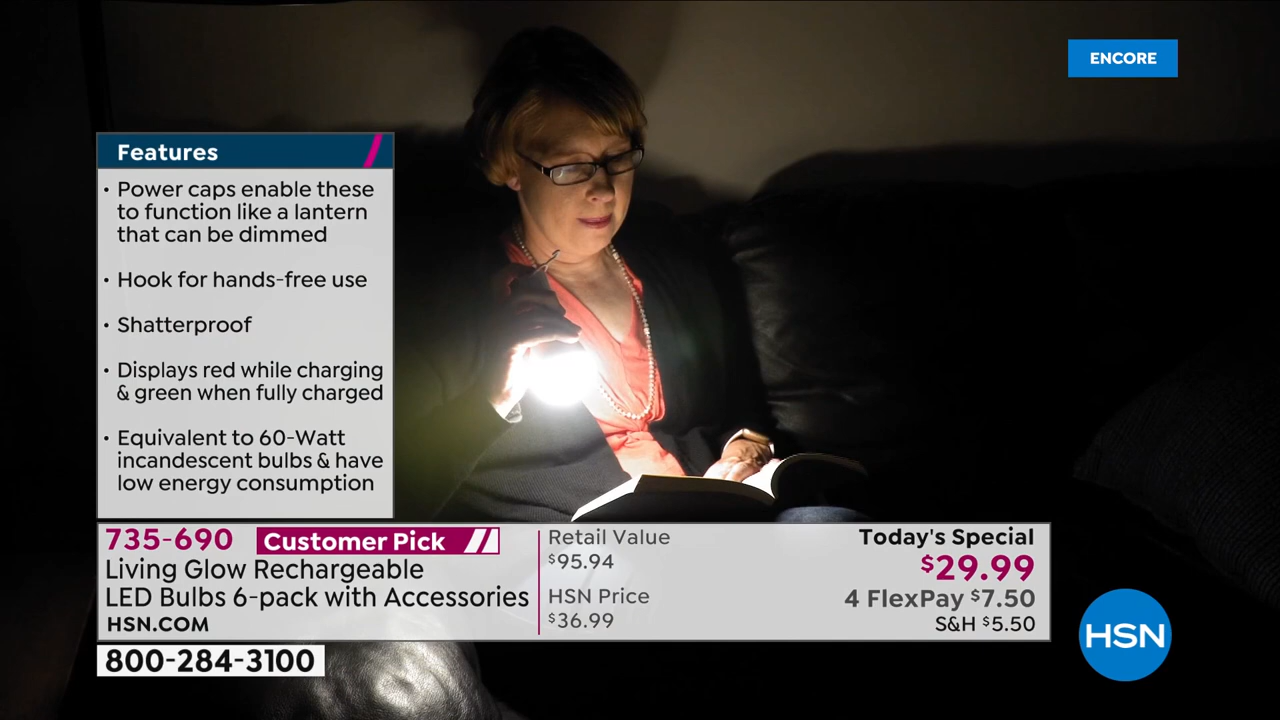 ENCORE
Features
• Power caps enable these
to function like a lantern
that can be dimmed
• Hook for hands-free use
• Shatterproof
• Displays red while charging
& green when fully charged
• Equivalent to 60-Watt
incandescent bulbs & have
low energy consumption
735-690 Customer Pick
Living Glow Rechargeable
LED Bulbs 6-pack with Accessories
HSN.COM
Retail Value
$95.94
HSN Price
$36.99
Today's Special
$29.99
4 FlexPay $7.50
S&H $5.50
800-284-3100
HSN